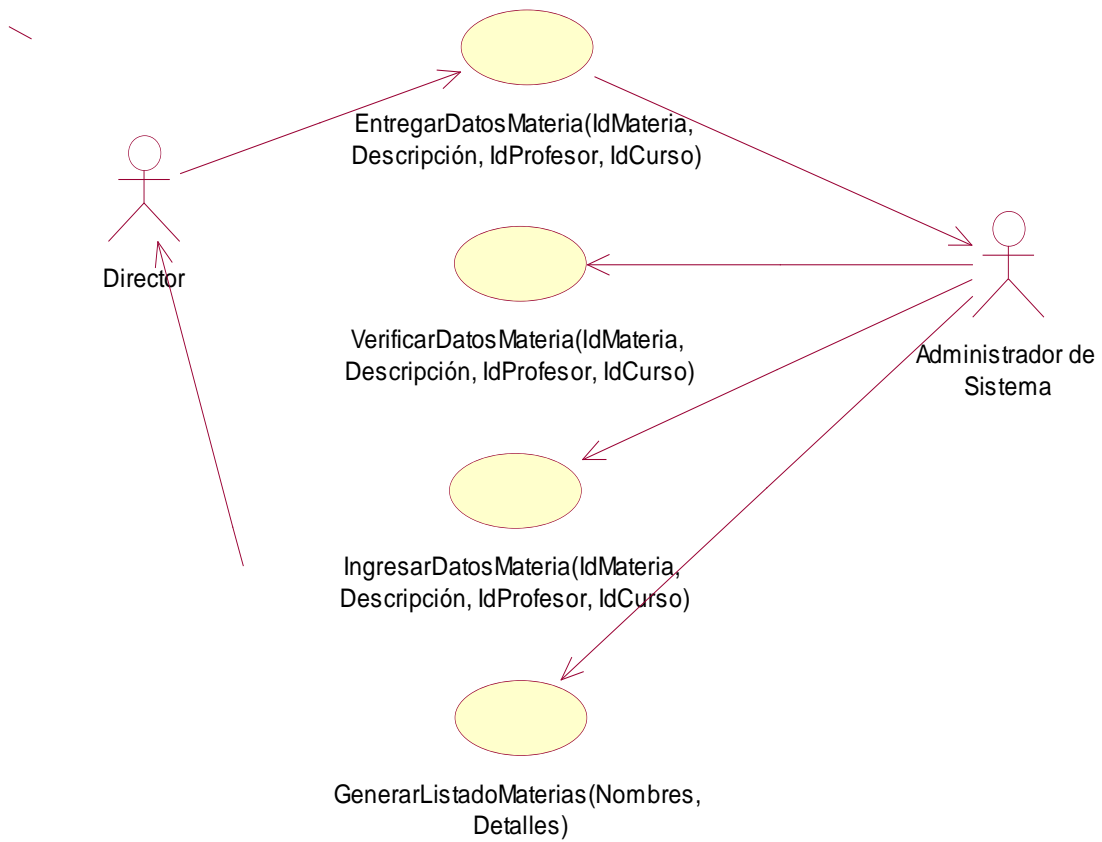 EntregarDatosMateria(IdMateria,
Descripción, IdProfesor, IdCurso)
Director
VerificarDatosMateria(IdMateria,
Descripción, IdProfesor, IdCurso)
Administrador de
Sistema
IngresarDatosMateria(IdMateria,
Descripción, IdProfesor, IdCurso)
GenerarListadoMaterias(Nombres,
Detalles)